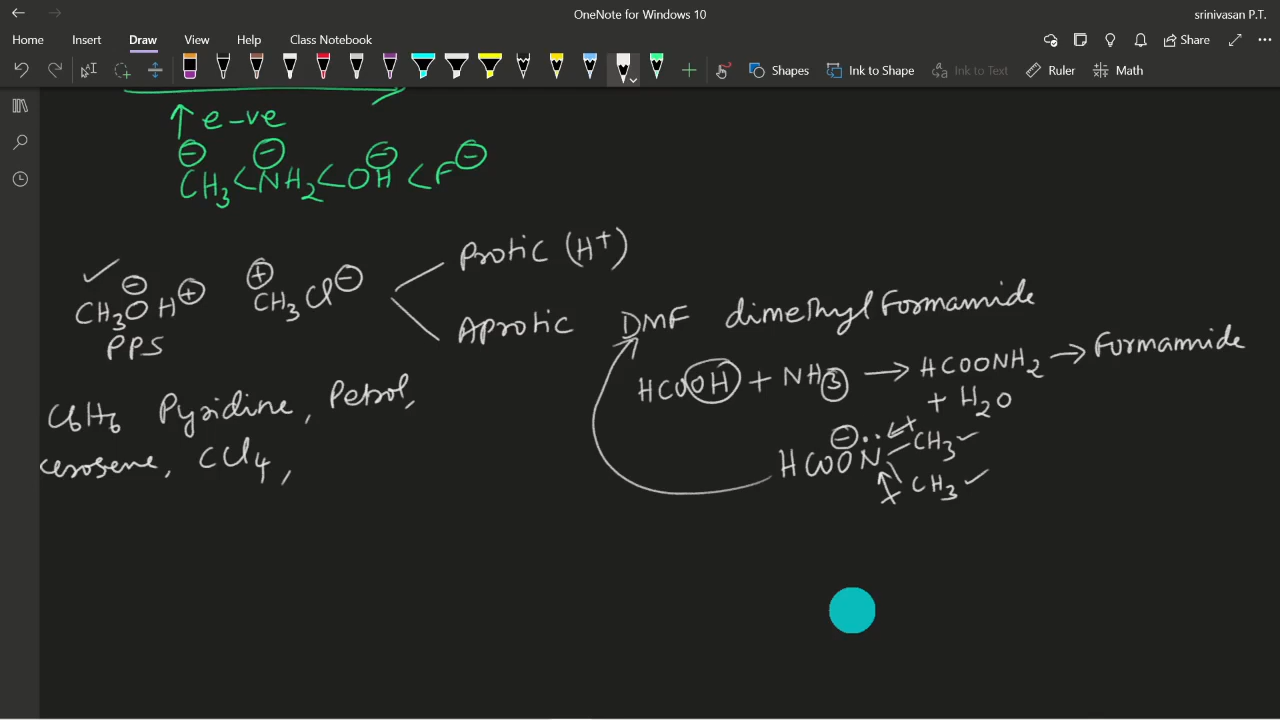 OneNote for Windows 10
srinivasan P.T.
Home Insert Draw View Help Class Notebook
Share
Shapes Ink to Shape Ink to Text Ruler Math
↑ e-ve
⊖CH3 < ⊖NH2 < OH⊖ < F⊖
CH3O⊖ H⊕
PPS
⊕CH3Cl⊖
Protic (H+)
Aprotic
DMF dimethyl Formamide
HCOOH + NH3 → HCOONH2 → Formamide
+ H2O
HCOON
CH3 ✓
CH3 ✓
C6H6 Pyridine, Petrol,
cerosene, CCl4,